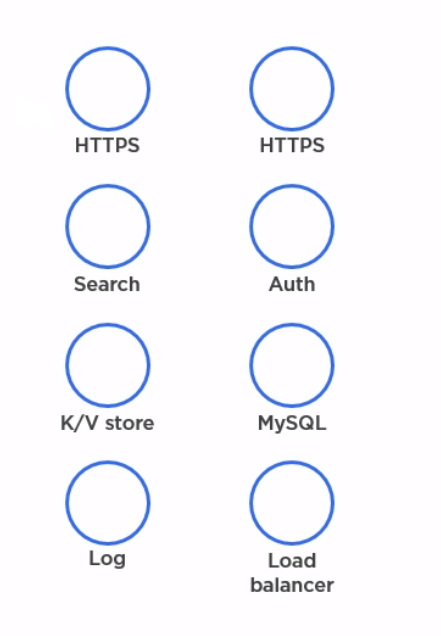 HTTPS HTTPS
Search Auth
K/V store MySQL
Log Load
balancer